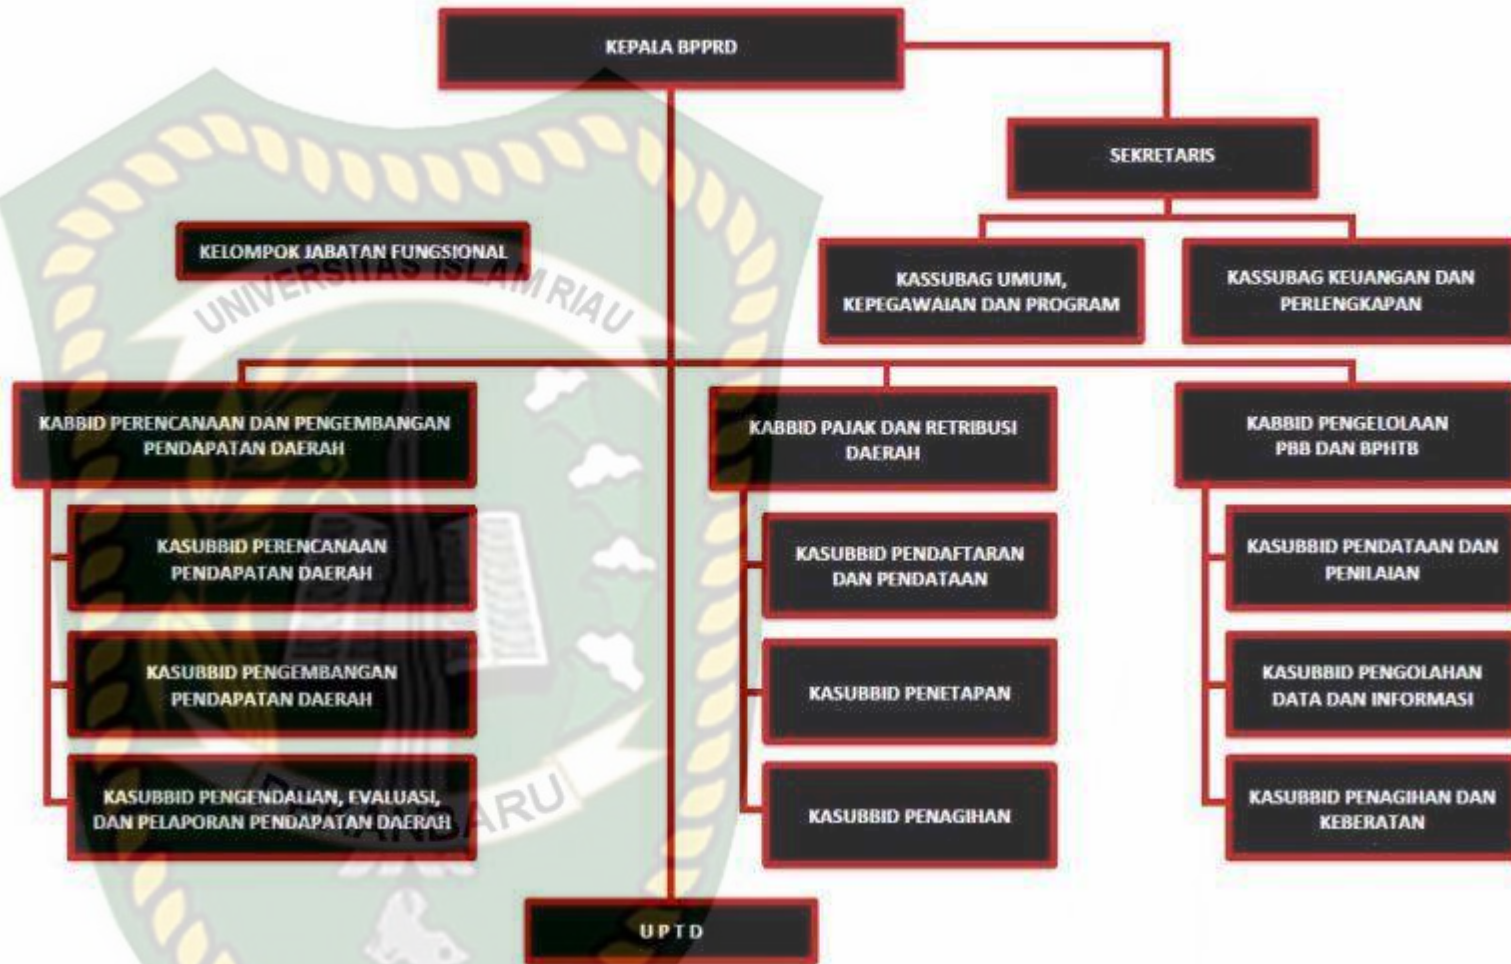 KEPALA BPPRD
SEKRETARIS
KELOMPOK JABATAN FUNGSIONAL
KASSUBAG UMUM,
KEPEGAWAIAN DAN PROGRAM
KASSUBAG KEUANGAN DAN
PERLENGKAPAN
UNIVERSITAS ISLAM RIAU
KABBID PERENCANAAN DAN PENGEMBANGAN
PENDAPATAN DAERAH
KASUBBID PERENCANAAN
PENDAPATAN DAERAH
KASUBBID PENGEMBANGAN
PENDAPATAN DAERAH
KASUBBID PENGENDALIAN, EVALUASI,
DAN PELAPORAN PENDAPATAN DAERAH
KABBID PAJAK DAN RETRIBUSI
DAERAH
KASUBBID PENDAFTARAN
DAN PENDATAAN
KASUBBID PENETAPAN
KASUBBID PENAGIHAN
KABBID PENGELOLAAN
PBB DAN BPHTB
KASUBBID PENDATAAN DAN
PENILAIAN
KASUBBID PENGOLAHAN
DATA DAN INFORMASI
KASUBBID PENAGIHAN DAN
KEBERATAN
PEKANBARU
U P T D